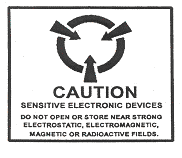 CAUTION
SENSITIVE ELECTRONIC DEVICES
DO NOT OPEN OR STORE NEAR STRONG
ELECTROSTATIC, ELECTROMAGNETIC,
MAGNETIC OR RADIOACTIVE FIELDS.